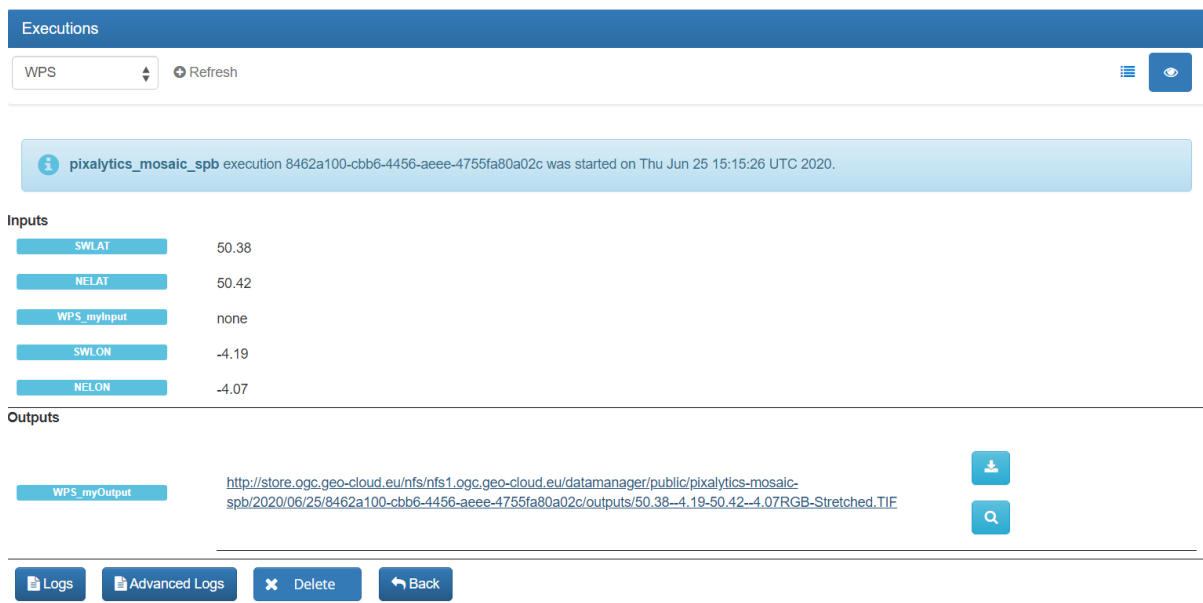 Executions
WPS Refresh
pixalytics_mosaic_spb execution 8462a100-cbb6-4456-aeee-4755fa80a02c was started on Thu Jun 25 15:15:26 UTC 2020.
Inputs
SWLAT 50.38
NELAT 50.42
WPS_myInput none
SWLON -4.19
NELON -4.07
Outputs
WPS_myOutput
http://store.ogc.geo-cloud.eu/nfs/nfs1.ogc.geo-cloud.eu/datamanager/public/pixalytics-mosaic-
spb/2020/06/25/8462a100-cbb6-4456-aeee-4755fa80a02c/outputs/50.38--4.19-50.42--4.07RGB-Stretched.TIF
Logs Advanced Logs Delete Back